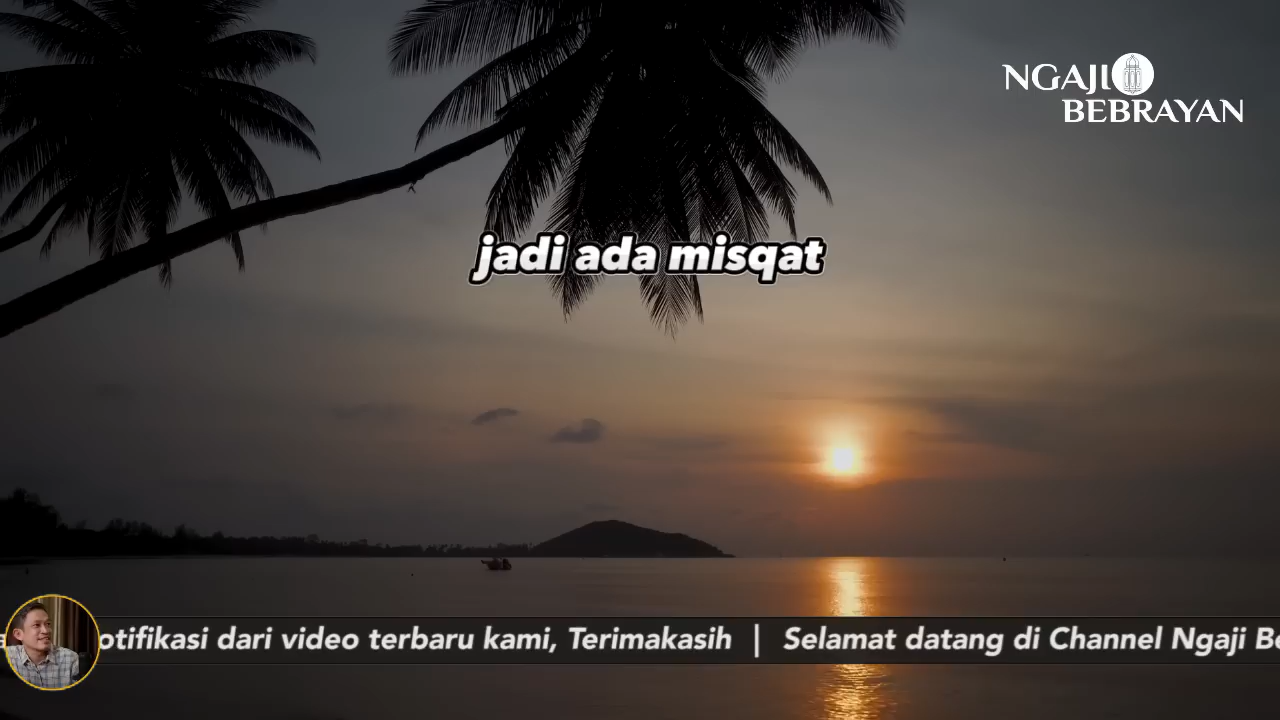 NGAJI
BEBRAYAN
jadi ada misqat
otifikasi dari video terbaru kami, Terimakasih | Selamat datang di Channel Ngaji Be